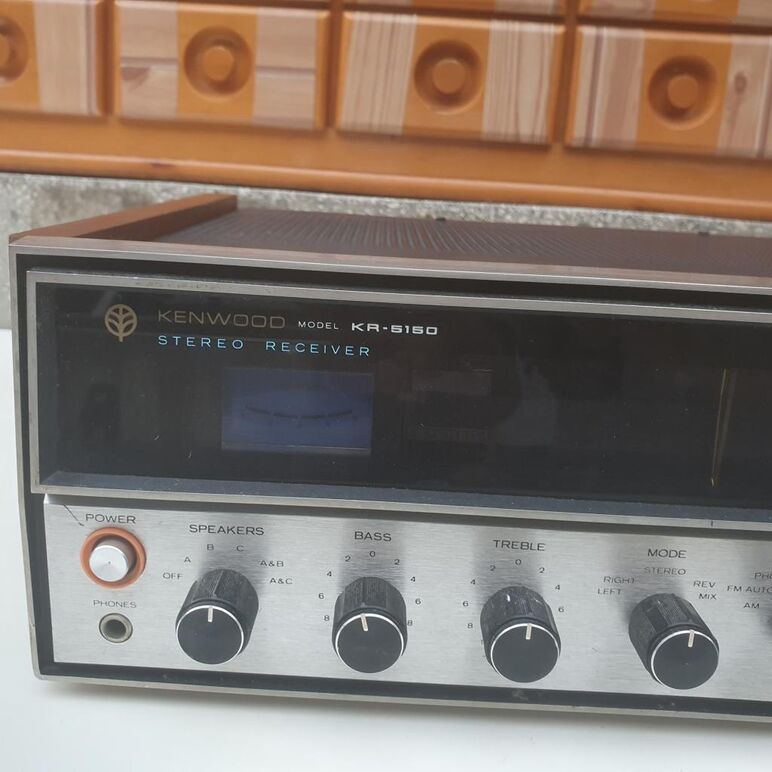 KENWOOD MODEL KR-5150
STEREO RECEIVER
POWER
PHONES
SPEAKERS
OFF A B C A&B A&C
BASS
8 6 4 2 0 2 4 6 8
TREBLE
8 6 4 2 0 2 4 6
MODE
LEFT RIGHT STEREO REV MIX
FM AUTO
AM